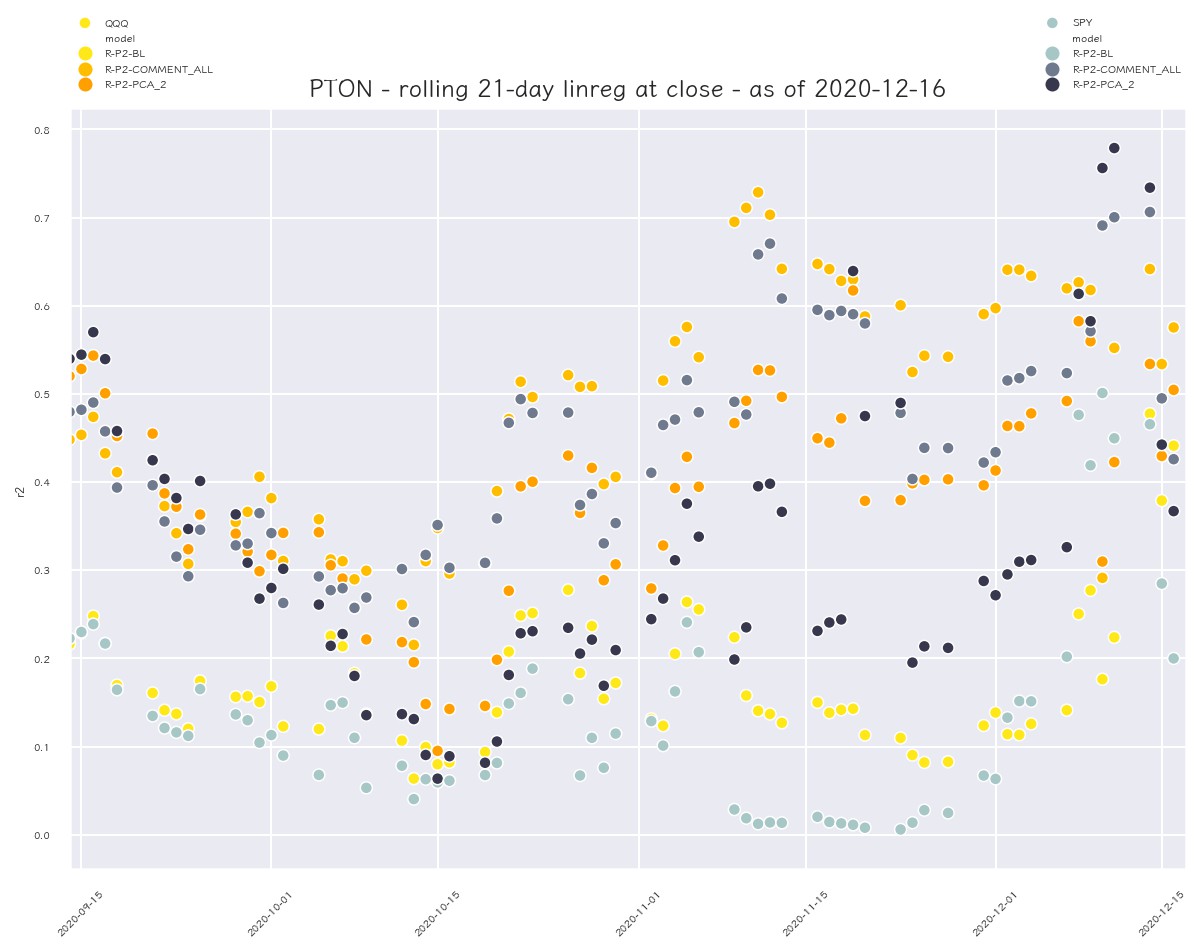 QQQ
model
R-P2-BL
R-P2-COMMENT_ALL
R-P2-PCA_2
SPY
model
R-P2-BL
R-P2-COMMENT_ALL
R-P2-PCA_2
PTON - rolling 21-day linreg at close - as of 2020-12-16
0.8
0.7
0.6
0.5
0.4
0.3
0.2
0.1
0.0
r2
2020-09-15
2020-10-01
2020-10-15
2020-11-01
2020-11-15
2020-12-01
2020-12-15